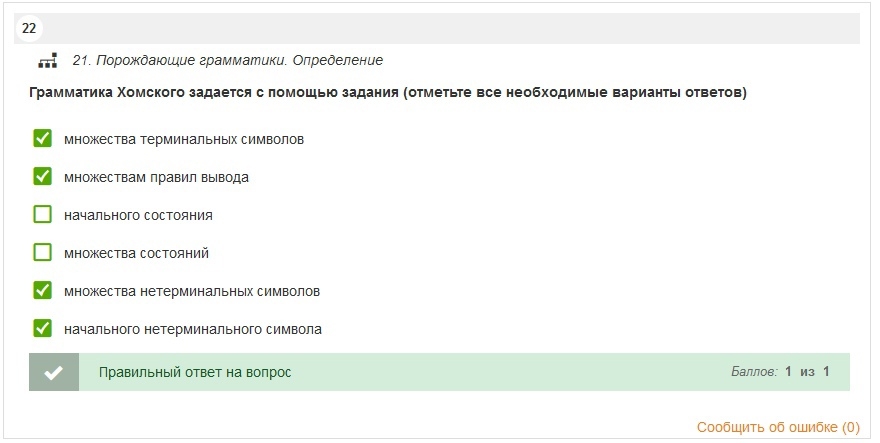 22
21. Порождающие грамматики. Определение
Грамматика Хомского задается с помощью задания (отметьте все необходимые варианты ответов)
множества терминальных символов
множествам правил вывода
начального состояния
множества состояний
множества нетерминальных символов
начального нетерминального символа
Правильный ответ на вопрос Баллов: 1 из 1
Сообщить об ошибке (0)